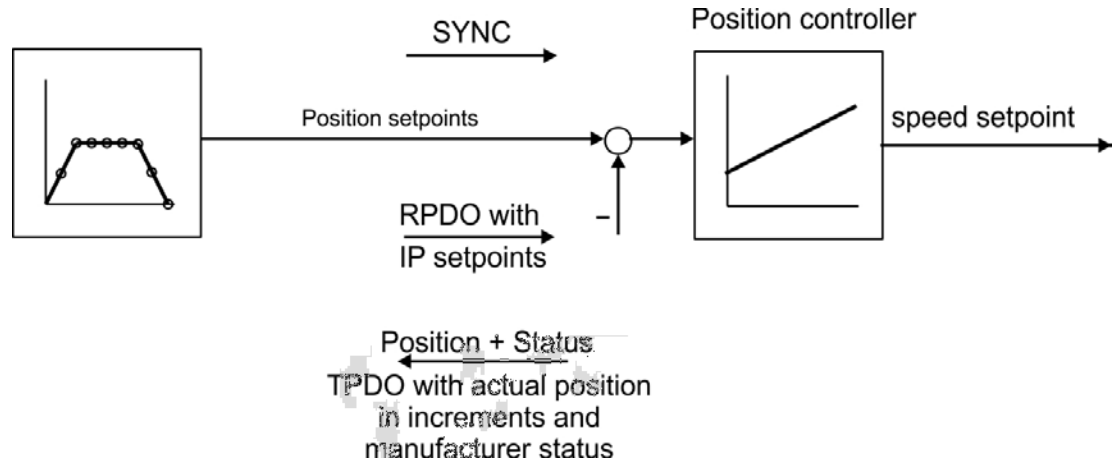 SYNC
Position controller
Position setpoints
speed setpoint
RPDO with
IP setpoints
–
Position + Status
TPDO with actual position
in increments and
manufacturer status